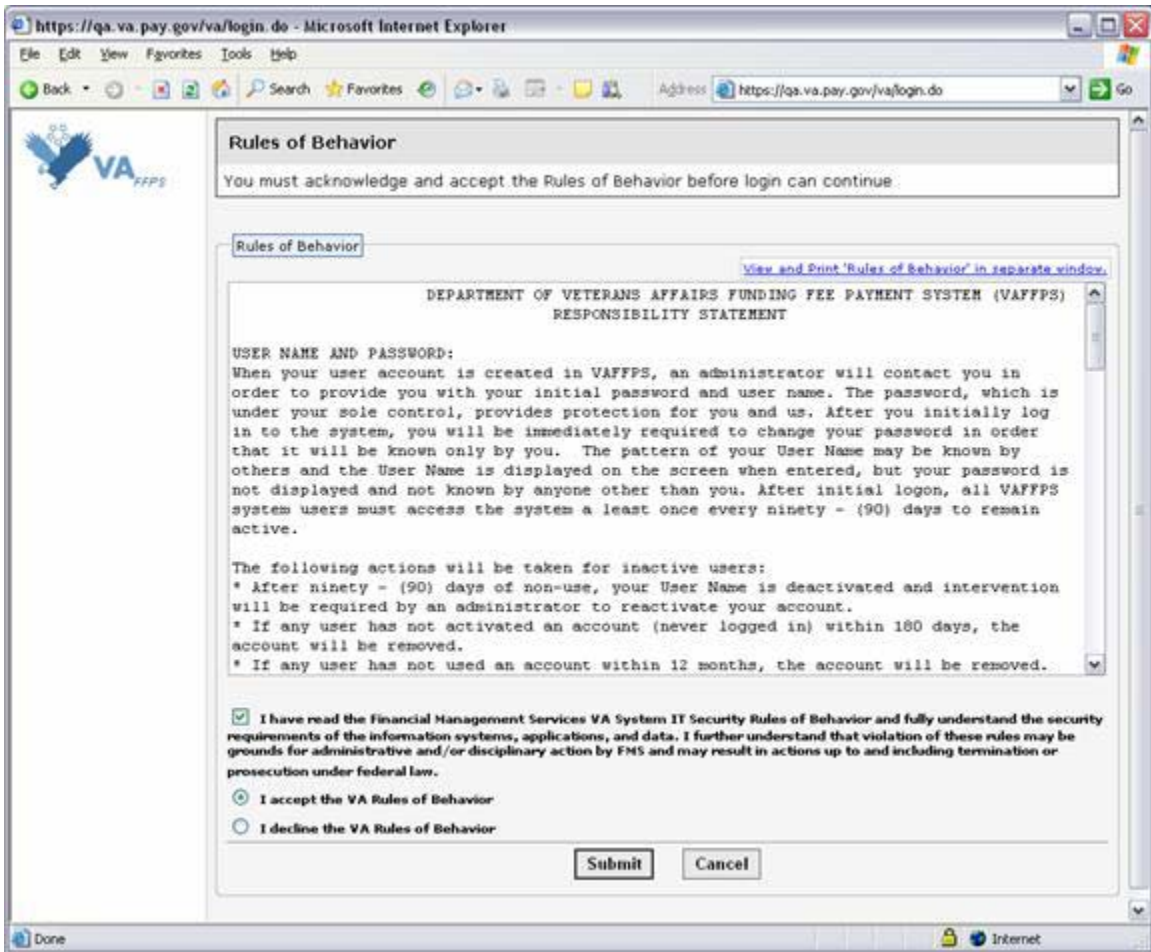 https://qa.va.pay.gov/va/login.do - Microsoft Internet Explorer
File Edit View Favorites Tools Help
Back Search Favorites Address https://qa.va.pay.gov/va/login.do Go
VA FFPS
Rules of Behavior
You must acknowledge and accept the Rules of Behavior before login can continue
Rules of Behavior
View and Print 'Rules of Behavior' in separate window.
DEPARTMENT OF VETERANS AFFAIRS FUNDING FEE PAYMENT SYSTEM (VAFFPS)
RESPONSIBILITY STATEMENT
USER NAME AND PASSWORD:
When your user account is created in VAFFPS, an administrator will contact you in
order to provide you with your initial password and user name. The password, which is
under your sole control, provides protection for you and us. After you initially log
in to the system, you will be immediately required to change your password in order
that it will be known only by you. The pattern of your User Name may be known by
others and the User Name is displayed on the screen when entered, but your password is
not displayed and not known by anyone other than you. After initial logon, all VAFFPS
system users must access the system a least once every ninety - (90) days to remain
active.
The following actions will be taken for inactive users:
* After ninety - (90) days of non-use, your User Name is deactivated and intervention
will be required by an administrator to reactivate your account.
* If any user has not activated an account (never logged in) within 180 days, the
account will be removed.
* If any user has not used an account within 12 months, the account will be removed.
I have read the Financial Management Services VA System IT Security Rules of Behavior and fully understand the security
requirements of the information systems, applications, and data. I further understand that violation of these rules may be
grounds for administrative and/or disciplinary action by FMS and may result in actions up to and including termination or
prosecution under federal law.
I accept the VA Rules of Behavior
I decline the VA Rules of Behavior
Submit Cancel
Done Internet